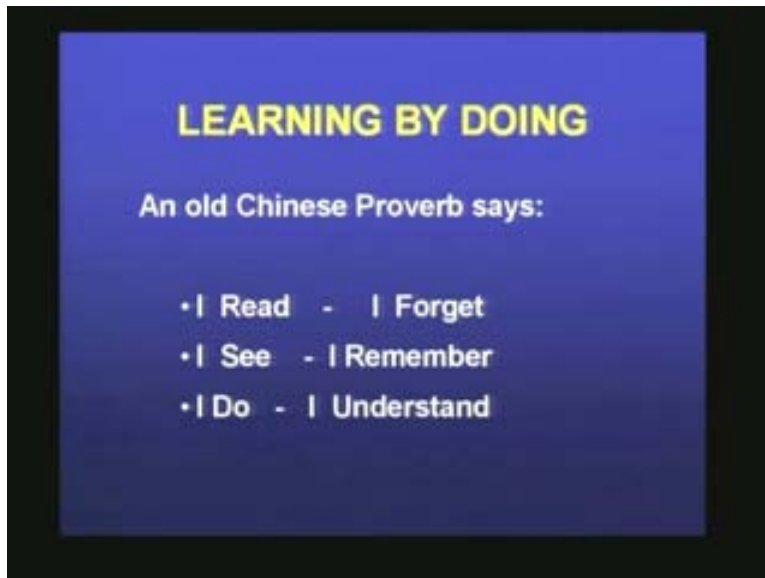 LEARNING BY DOING
An old Chinese Proverb says:
•I Read - I Forget
•I See - I Remember
•I Do - I Understand